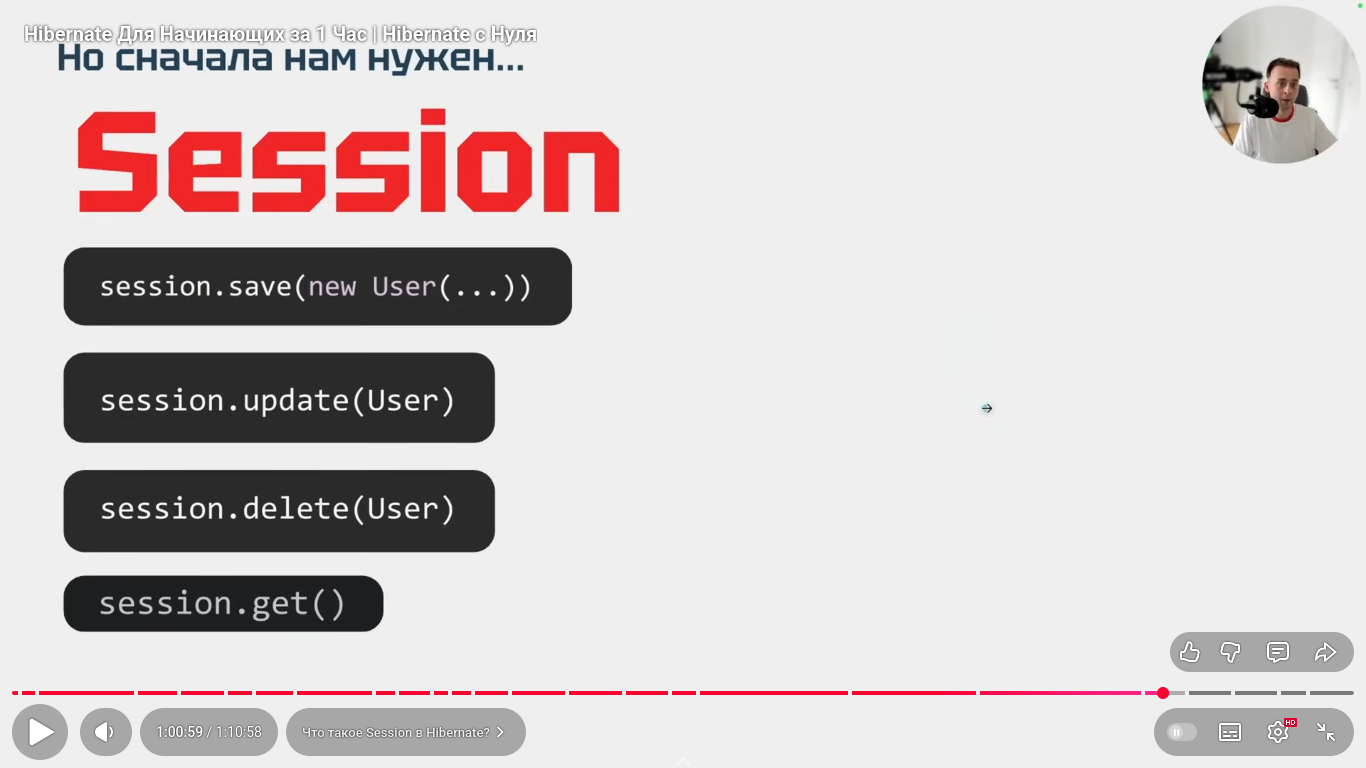 Hibernate Для Начинающих за 1 Час | Hibernate с Нуля
Но сначала нам нужен...
Session
session.save(new User(...))
session.update(User)
session.delete(User)
session.get()
1:00:59 / 1:10:58
Что такое Session в Hibernate?
HD